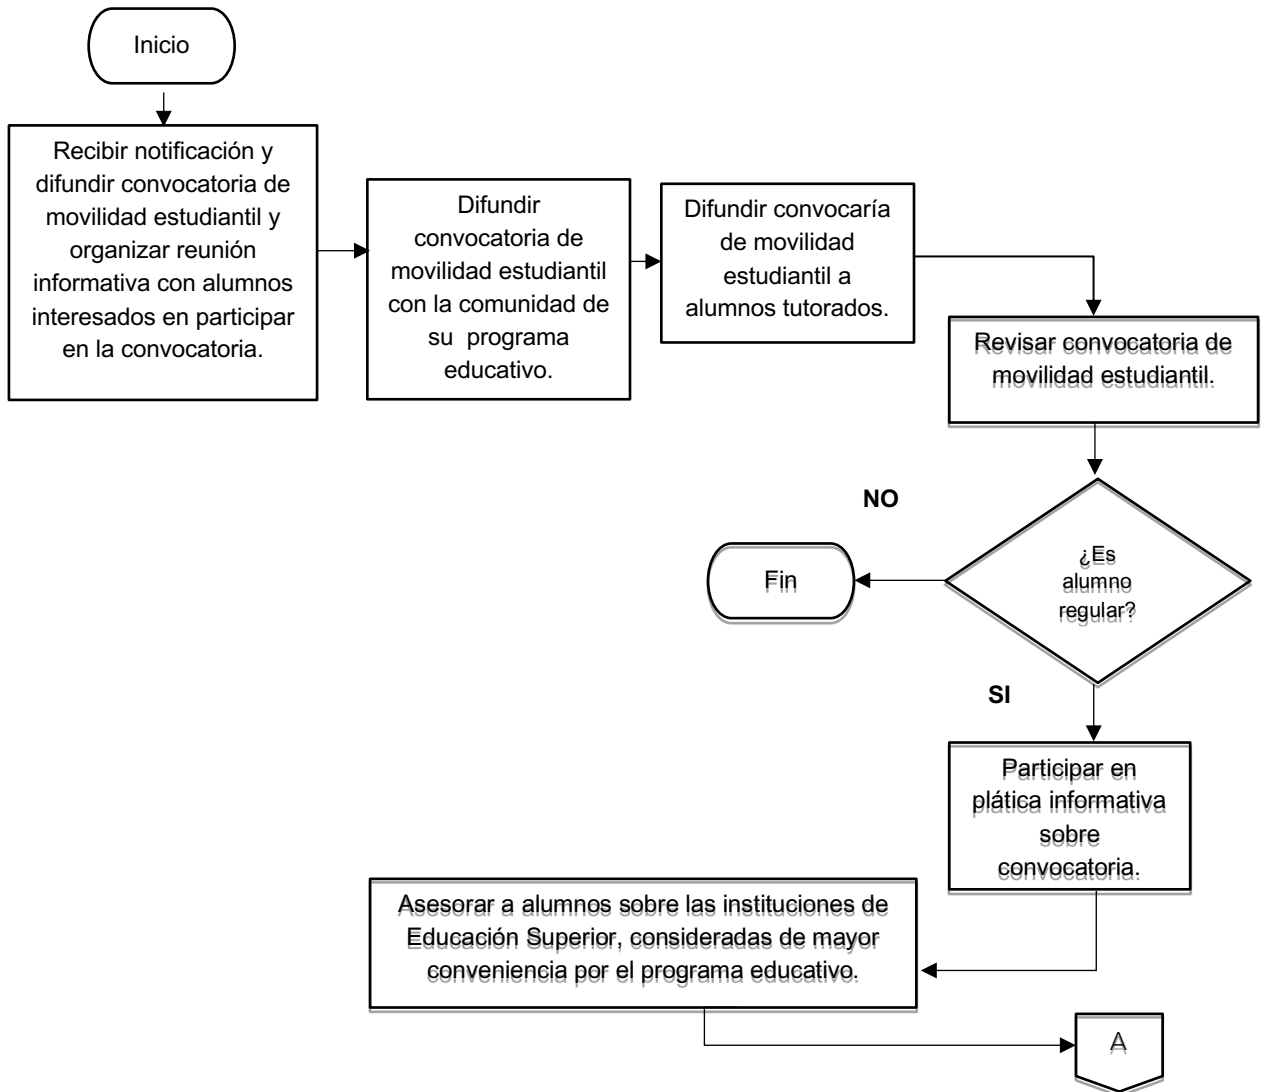 Inicio
Recibir notificación y
difundir convocatoria de
movilidad estudiantil y
organizar reunión
informativa con alumnos
interesados en participar
en la convocatoria.
Difundir
convocatoria de
movilidad estudiantil
con la comunidad de
su programa
educativo.
Difundir convocaría
de movilidad
estudiantil a
alumnos tutorados.
Revisar convocatoria de
movilidad estudiantil.
¿Es
alumno
regular?
NO
Fin
SI
Participar en
plática informativa
sobre
convocatoria.
Asesorar a alumnos sobre las instituciones de
Educación Superior, consideradas de mayor
conveniencia por el programa educativo.
A